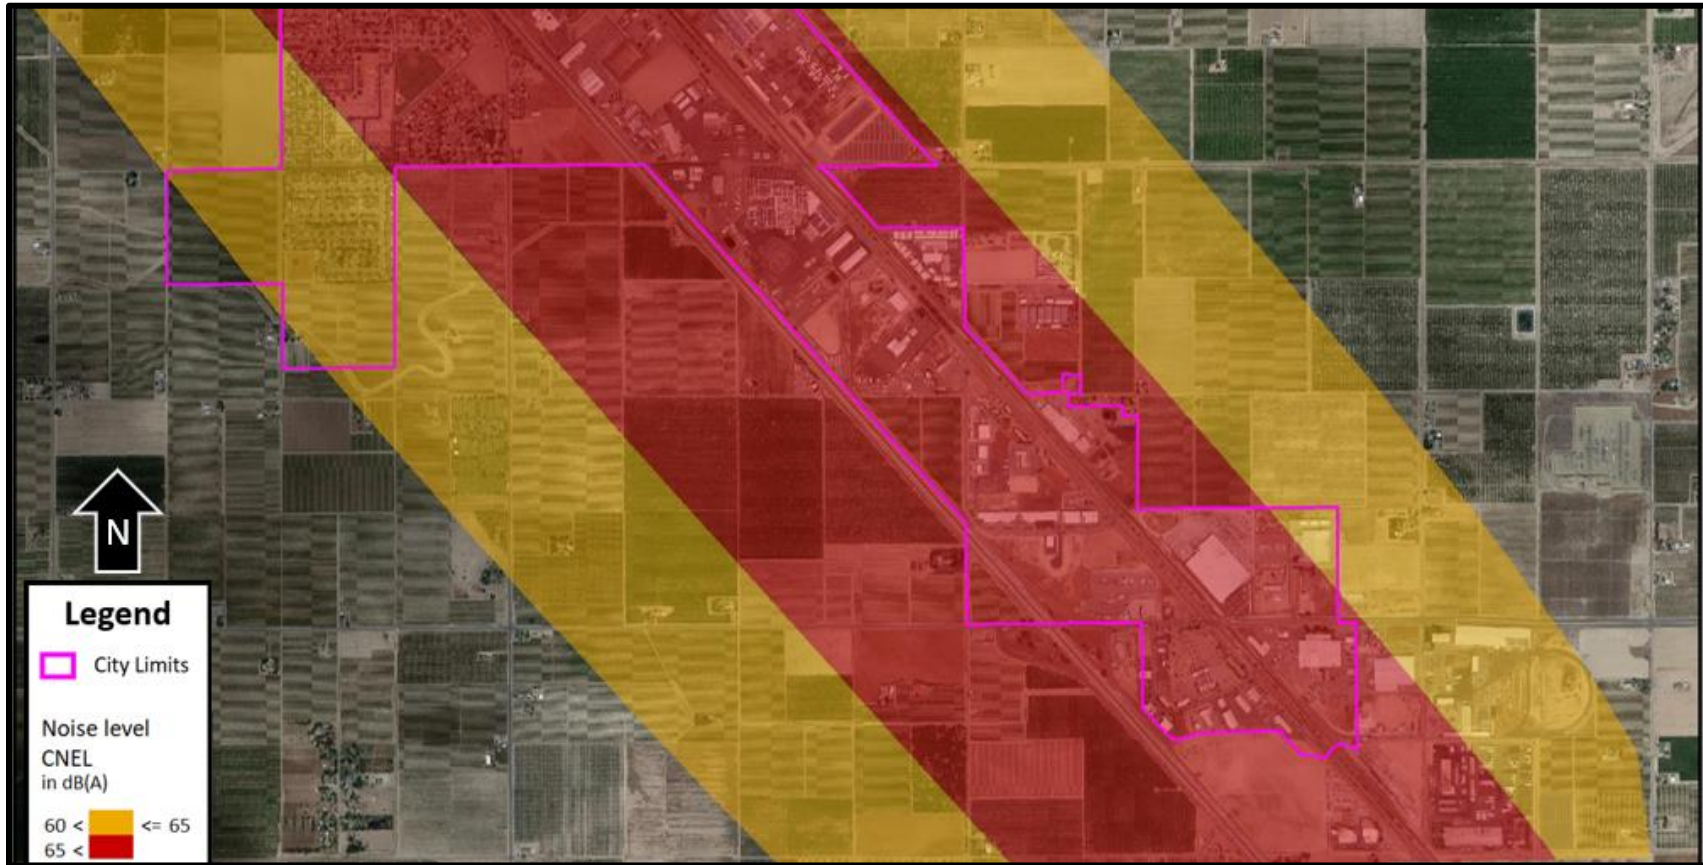 N
Legend
City Limits
Noise level
CNEL
in dB(A)
60 < <= 65
65 <